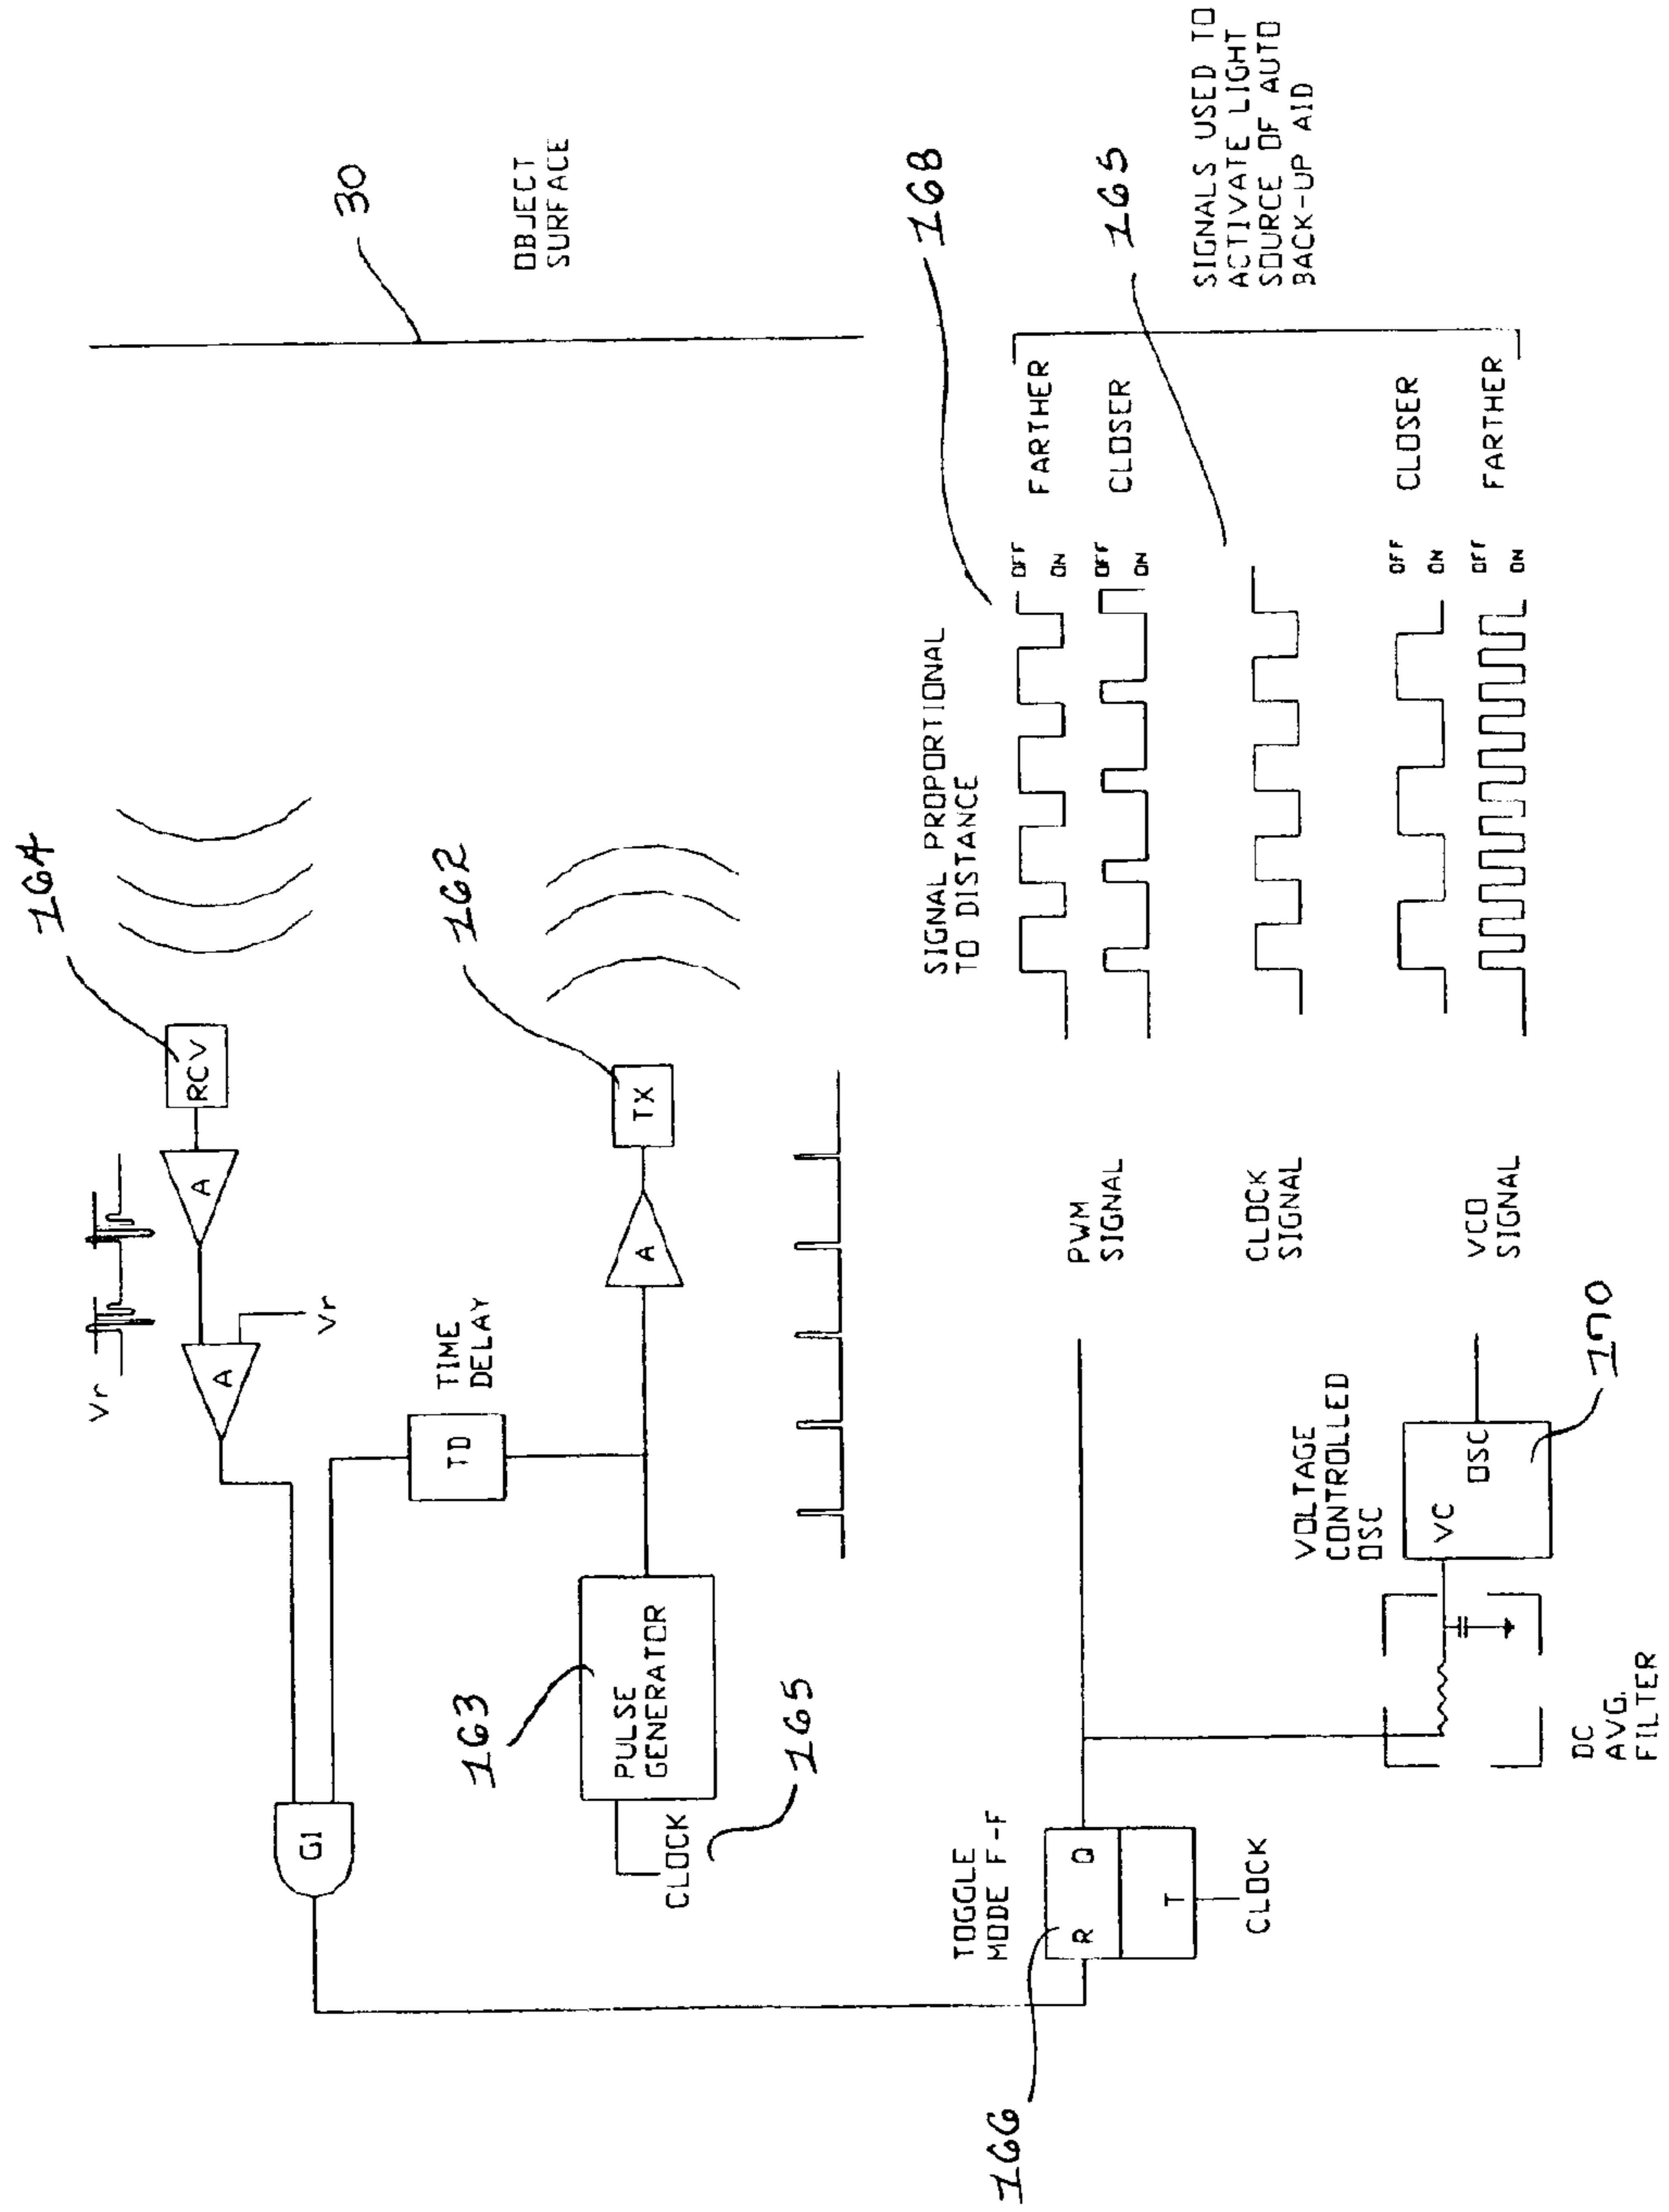 164
RCV
A
Vr
A
Vr
G1
30
OBJECT
SURFACE
TIME
DELAY
TD
162
TX
A
163
PULSE
GENERATOR
CLOCK
165
166
TOGGLE
MODE F-F
R Q
T
CLOCK
PWM
SIGNAL
CLOCK
SIGNAL
VCO
SIGNAL
SIGNAL PROPORTIONAL
TO DISTANCE
168
OFF
ON
FARTHER
OFF
ON
CLOSER
165
OFF
ON
CLOSER
OFF
ON
FARTHER
SIGNALS USED TO
ACTIVATE LIGHT
SOURCE OF AUTO
BACK-UP AID
DC
AVG.
FILTER
VOLTAGE
CONTROLLED
OSC
VC
OSC
170